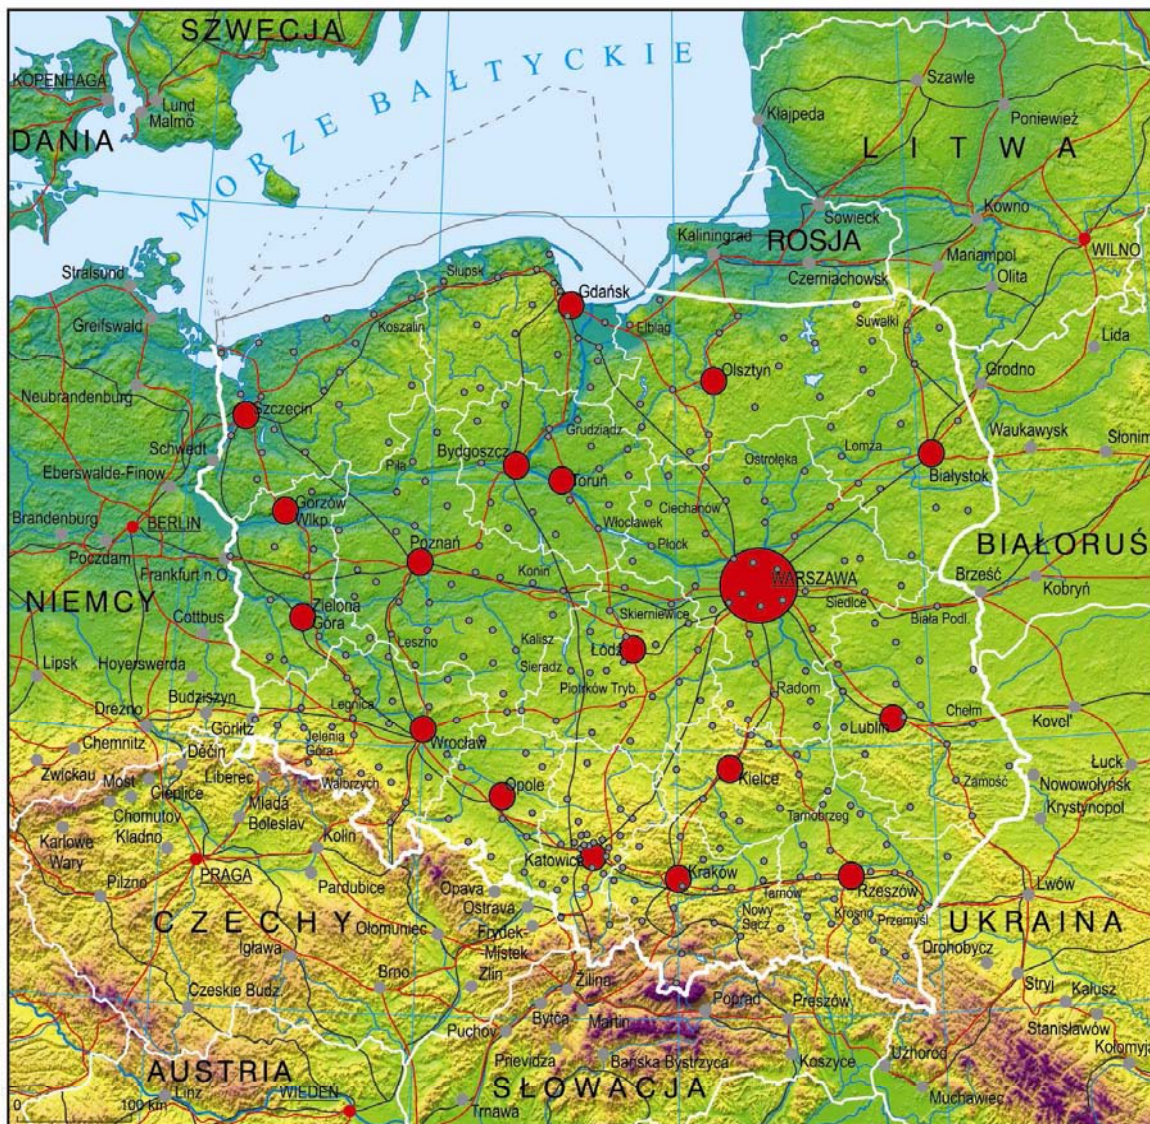 SZWECJA
MORZE BAŁTYCKIE
KOPENHAGA
Lund
Malmö
DANIA
Szawle
Kłajpeda
Poniewież
LITWA
Sowieck
Kowno
Kaliningrad
ROSJA
WILNO
Czerniachowsk
Mariampol
Olita
Stralsund
Słupsk
Gdańsk
Greifswald
Koszalin
Elbląg
Suwałki
Lida
Olsztyn
Grodno
Neubrandenburg
Szczecin
Grudziądz
Schwedt
Bydgoszcz
Łomża
Waukawysk
Słonim
Eberswalde-Finow
Piła
Toruń
Ostrołęka
Białystok
Gorzów
Wlkp.
Ciechanów
Brandenburg
BERLIN
Włocławek
Poczdam
Poznań
Płock
BIAŁORUŚ
Frankfurt n.O.
Konin
WARSZAWA
Brześć
Kobryń
NIEMCY
Zielona
Góra
Skierniewice
Siedlce
Biała Podl.
Cottbus
Leszno
Kalisz
Łódź
Lipsk
Hoyerswerda
Sieradz
Piotrków Tryb.
Radom
Budziszyn
Legnica
Drezno
Lublin
Chełm
Kovel'
Görlitz
Jelenia
Góra
Wrocław
Chemnitz
Děčin
Kielce
Łuck
Zwickau
Most
Liberec
Wałbrzych
Opole
Zamość
Nowowołyńsk
Cieplice
Mladá
Boleslav
Krystynopol
Chomutov
Tarnobrzeg
Karlowe
Wary
Kladno
Kolin
Katowice
PRAGA
Kraków
Rzeszów
Pilzno
Pardubice
Opava
Tarnów
Lwów
CZECHY
Ostrava
Nowy
Sącz
Krosno
Przemyśl
UKRAINA
Ołomuniec
Frydek-
Mistek
Drohobycz
Igława
Brno
Zlin
Žilina
Stryj
Kałusz
Czeskie Budz.
Bytča
Martin
Poprad
Preszów
Puchov
Stanisławów
Prievidza
Bańska Bystrzyca
Koszyce
Użhorod
Kołomyja
AUSTRIA
Linz
WIEDEŃ
SŁOWACJA
Muchawiec
Trnawa
0
100 km